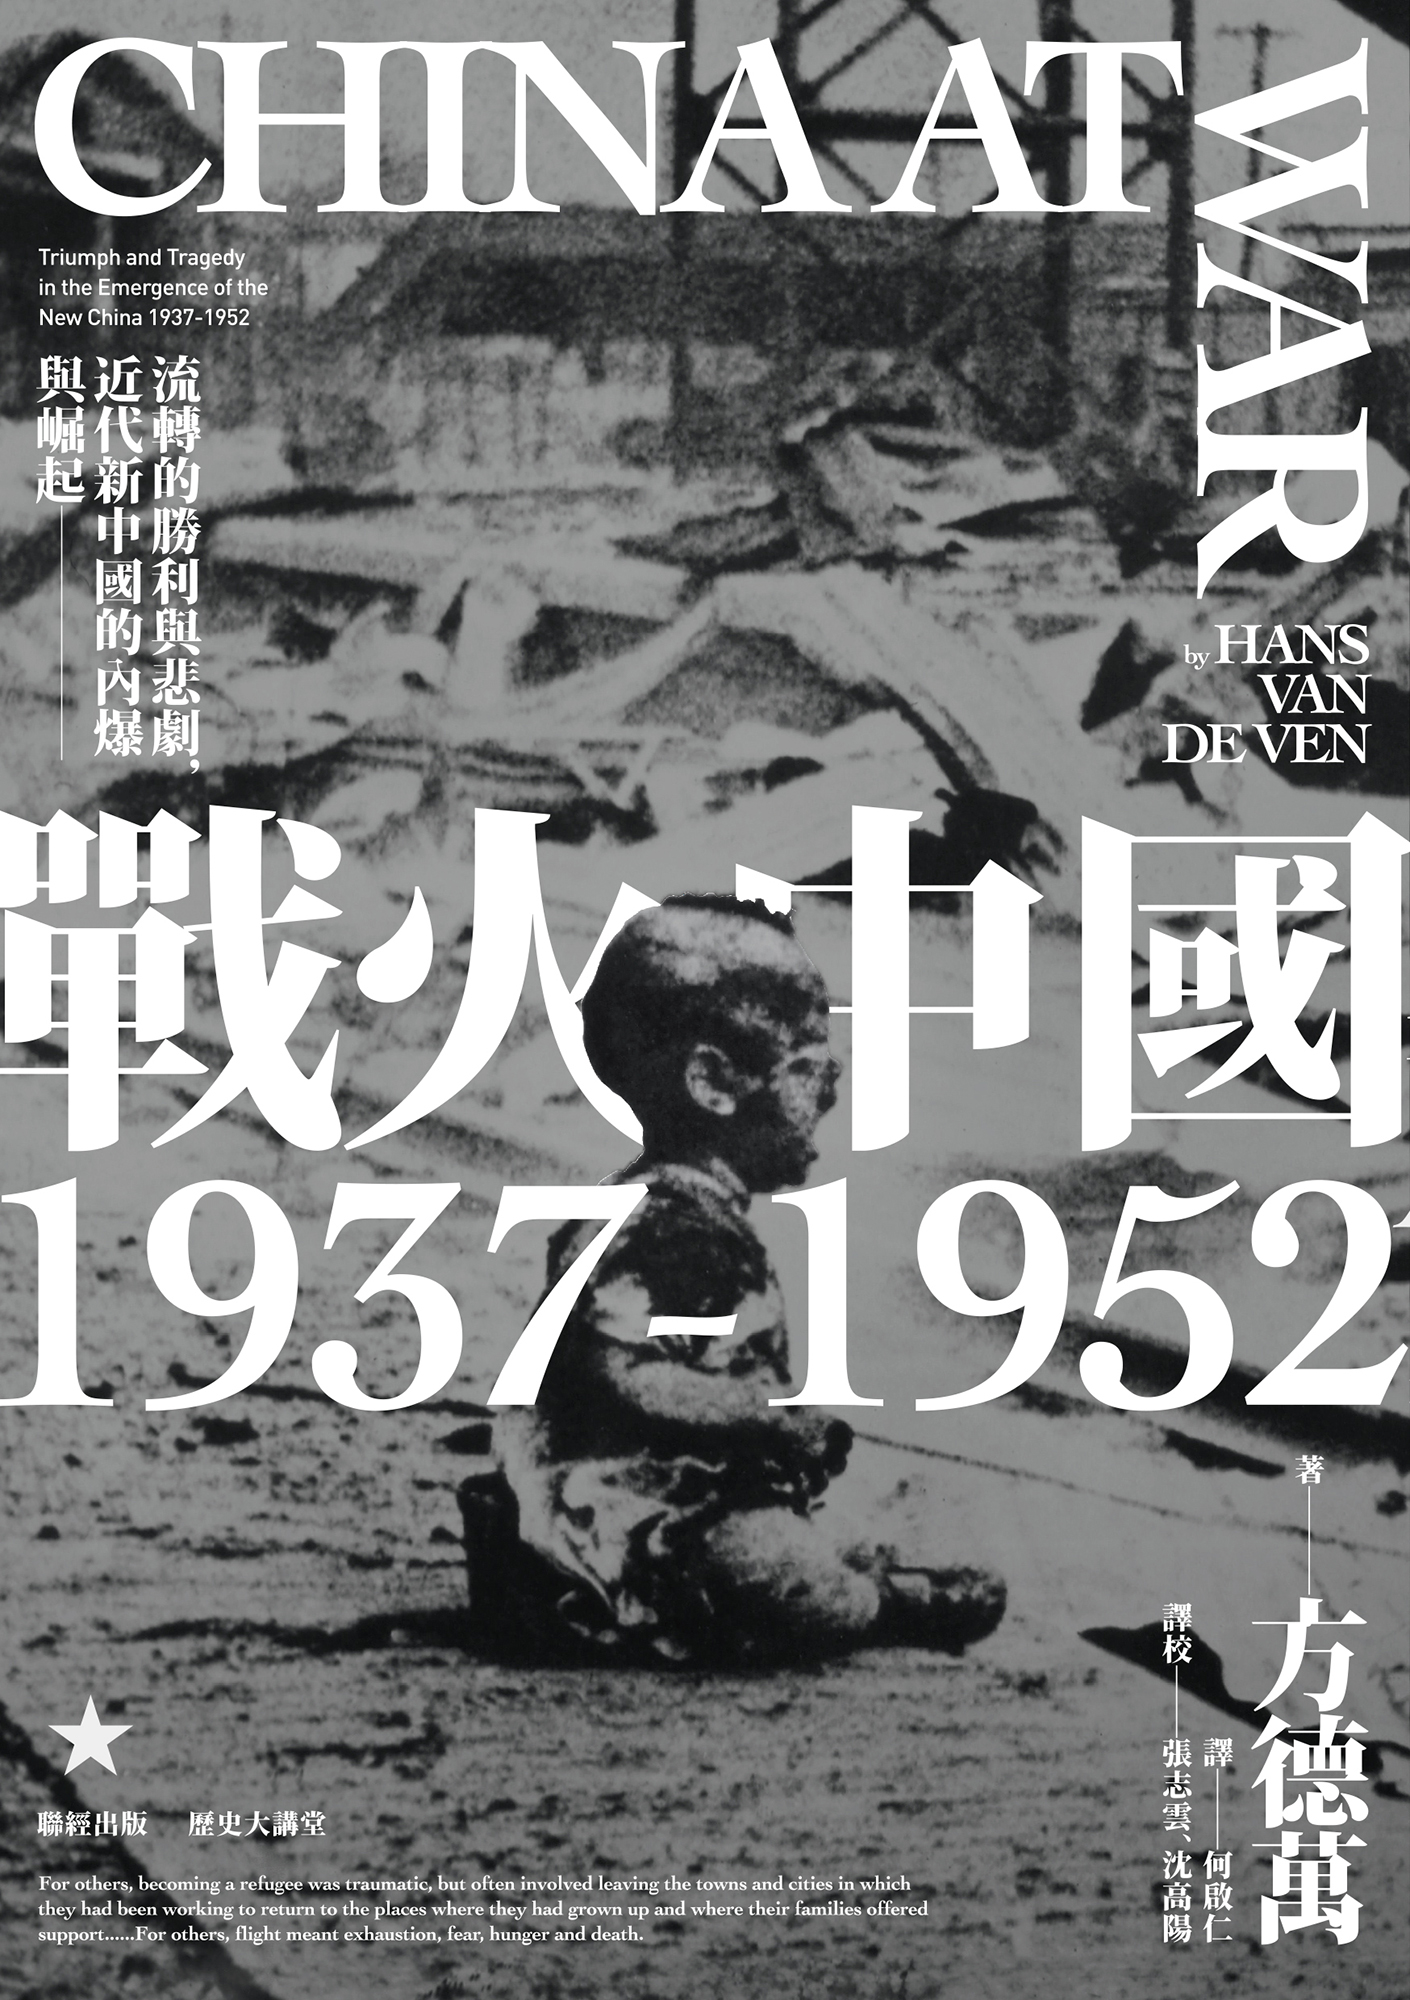 CHINA AT
WAR
Triumph and Tragedy
in the Emergence of the
New China 1937-1952
流轉的勝利與悲劇，
近代新中國的內爆
與崛起
by HANS
VAN
DE VEN
戰火中國
1937-1952
著
方德萬
譯 何啟仁
譯校 張志雲、沈高陽
聯經出版 歷史大講堂
For others, becoming a refugee was traumatic, but often involved leaving the towns and cities in which
they had been working to return to the places where they had grown up and where their families offered
support......For others, flight meant exhaustion, fear, hunger and death.